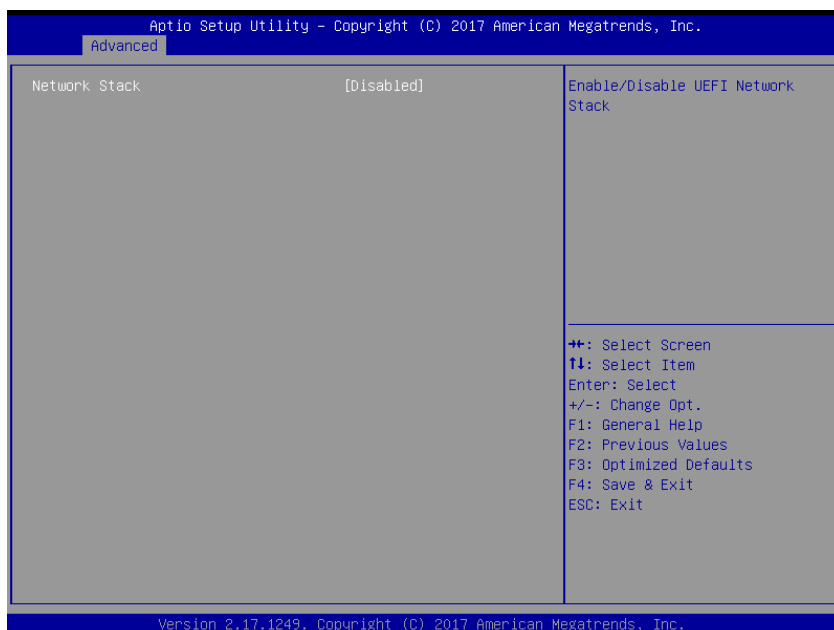 Aptio Setup Utility – Copyright (C) 2017 American Megatrends, Inc.
Advanced
Network Stack [Disabled]
Enable/Disable UEFI Network
Stack
→←: Select Screen
↑↓: Select Item
Enter: Select
+/-: Change Opt.
F1: General Help
F2: Previous Values
F3: Optimized Defaults
F4: Save & Exit
ESC: Exit
Version 2.17.1249. Copyright (C) 2017 American Megatrends, Inc.